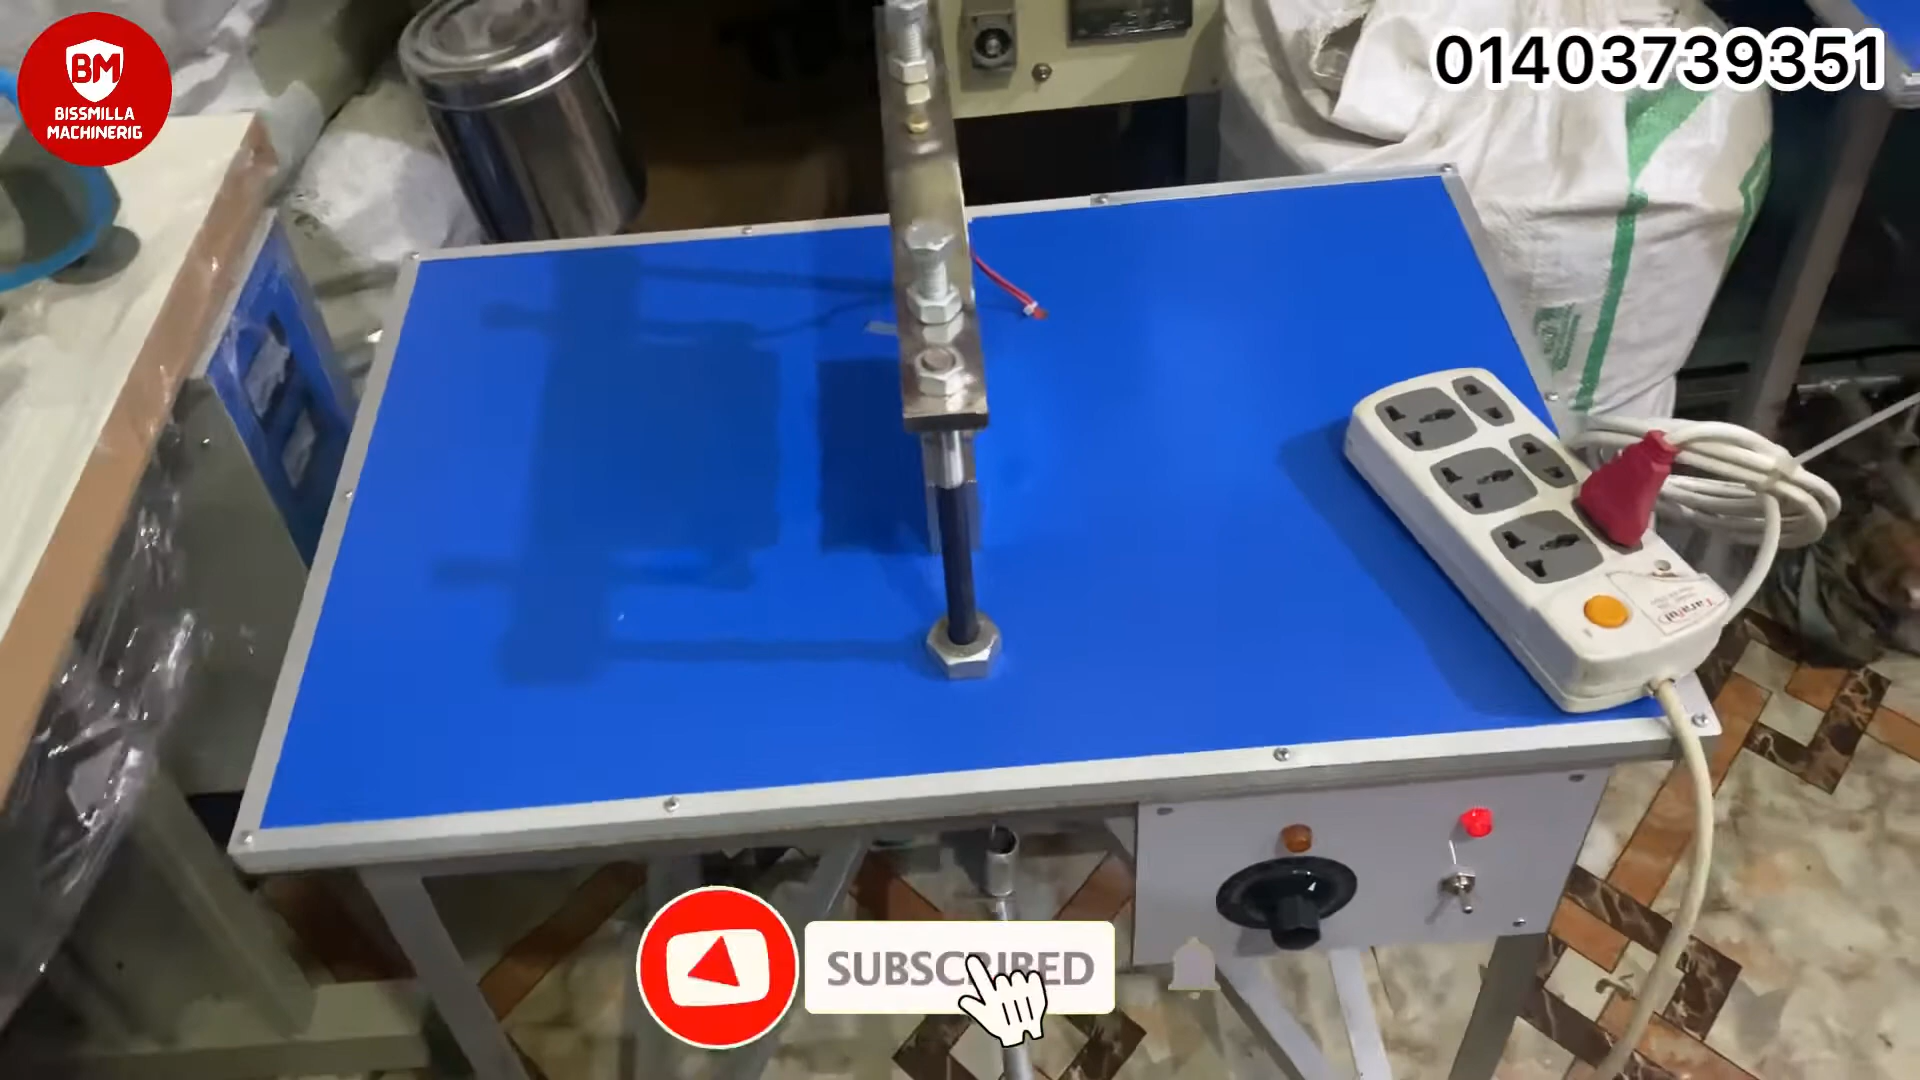 BM
BISSMILLA
MACHINERIG
01403739351
SUBSCRIBED